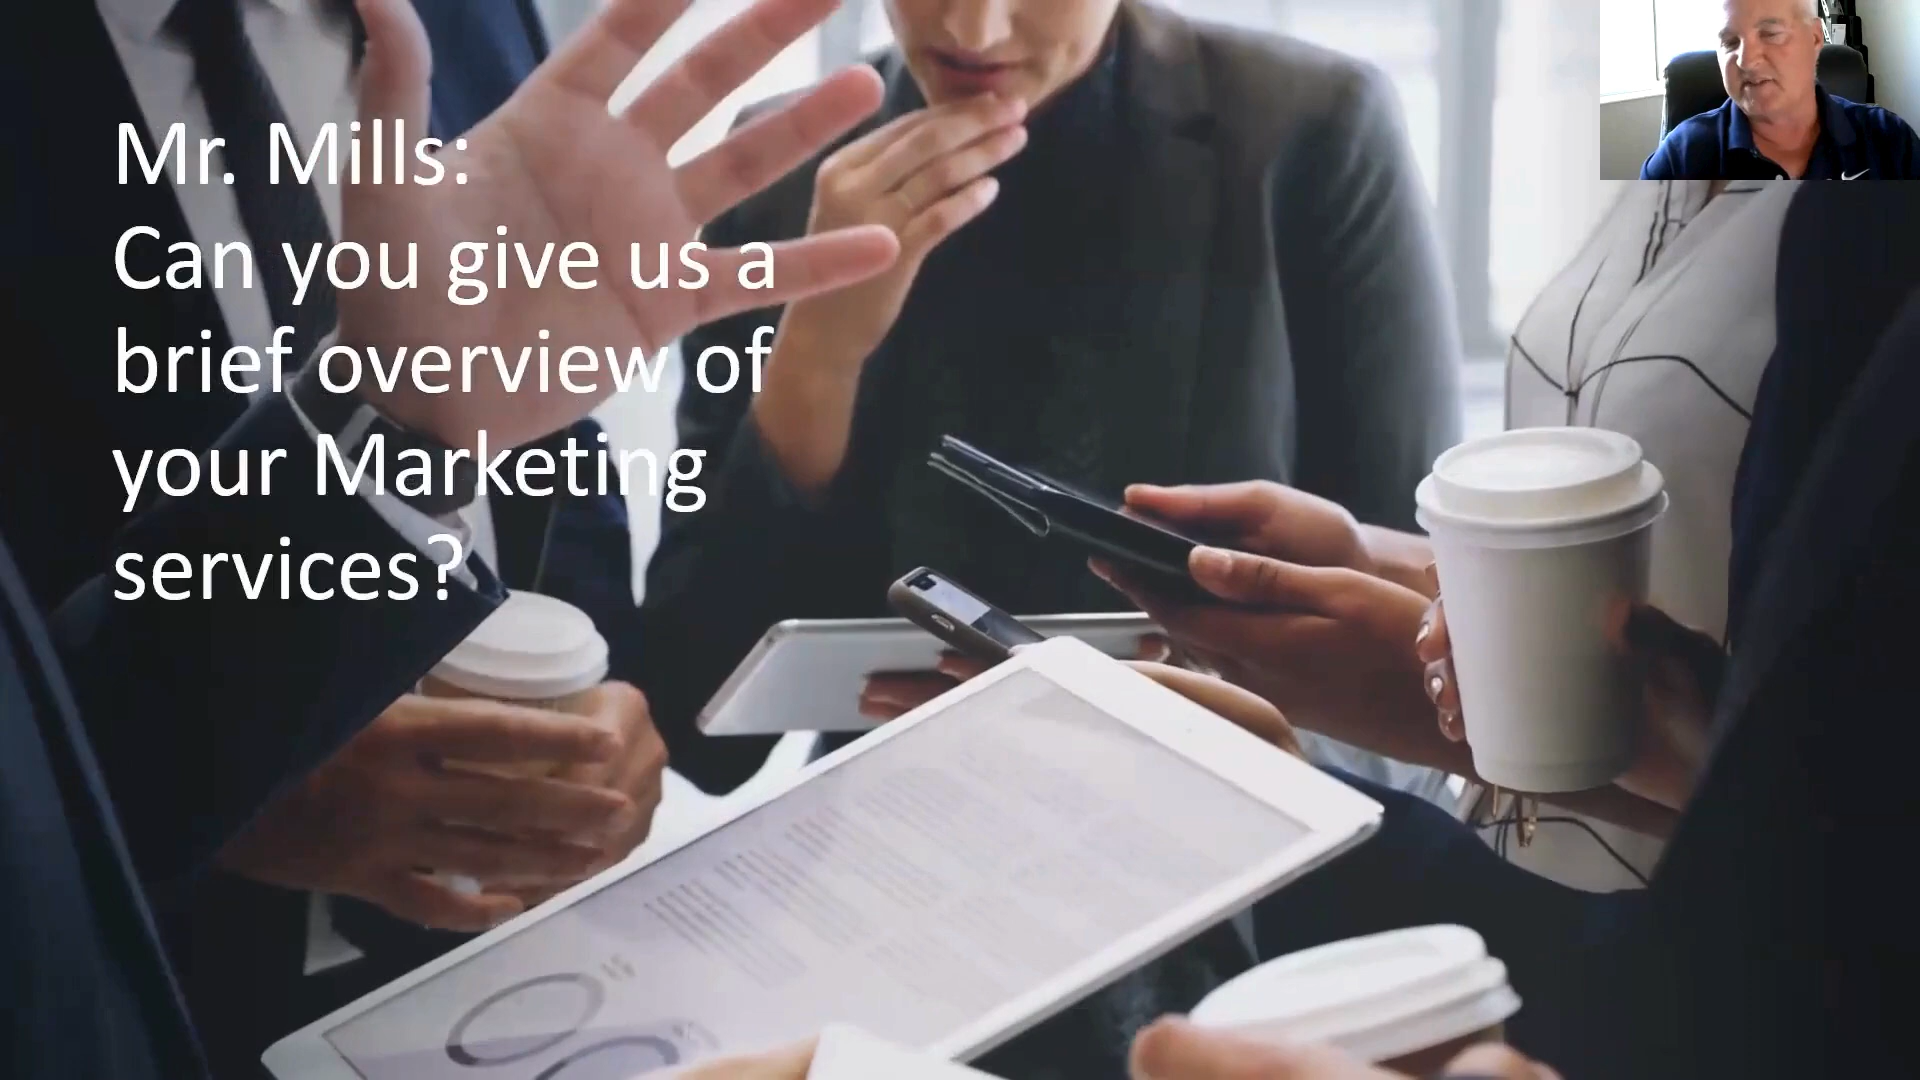 Mr. Mills:
Can you give us a
brief overview of
your Marketing
services?